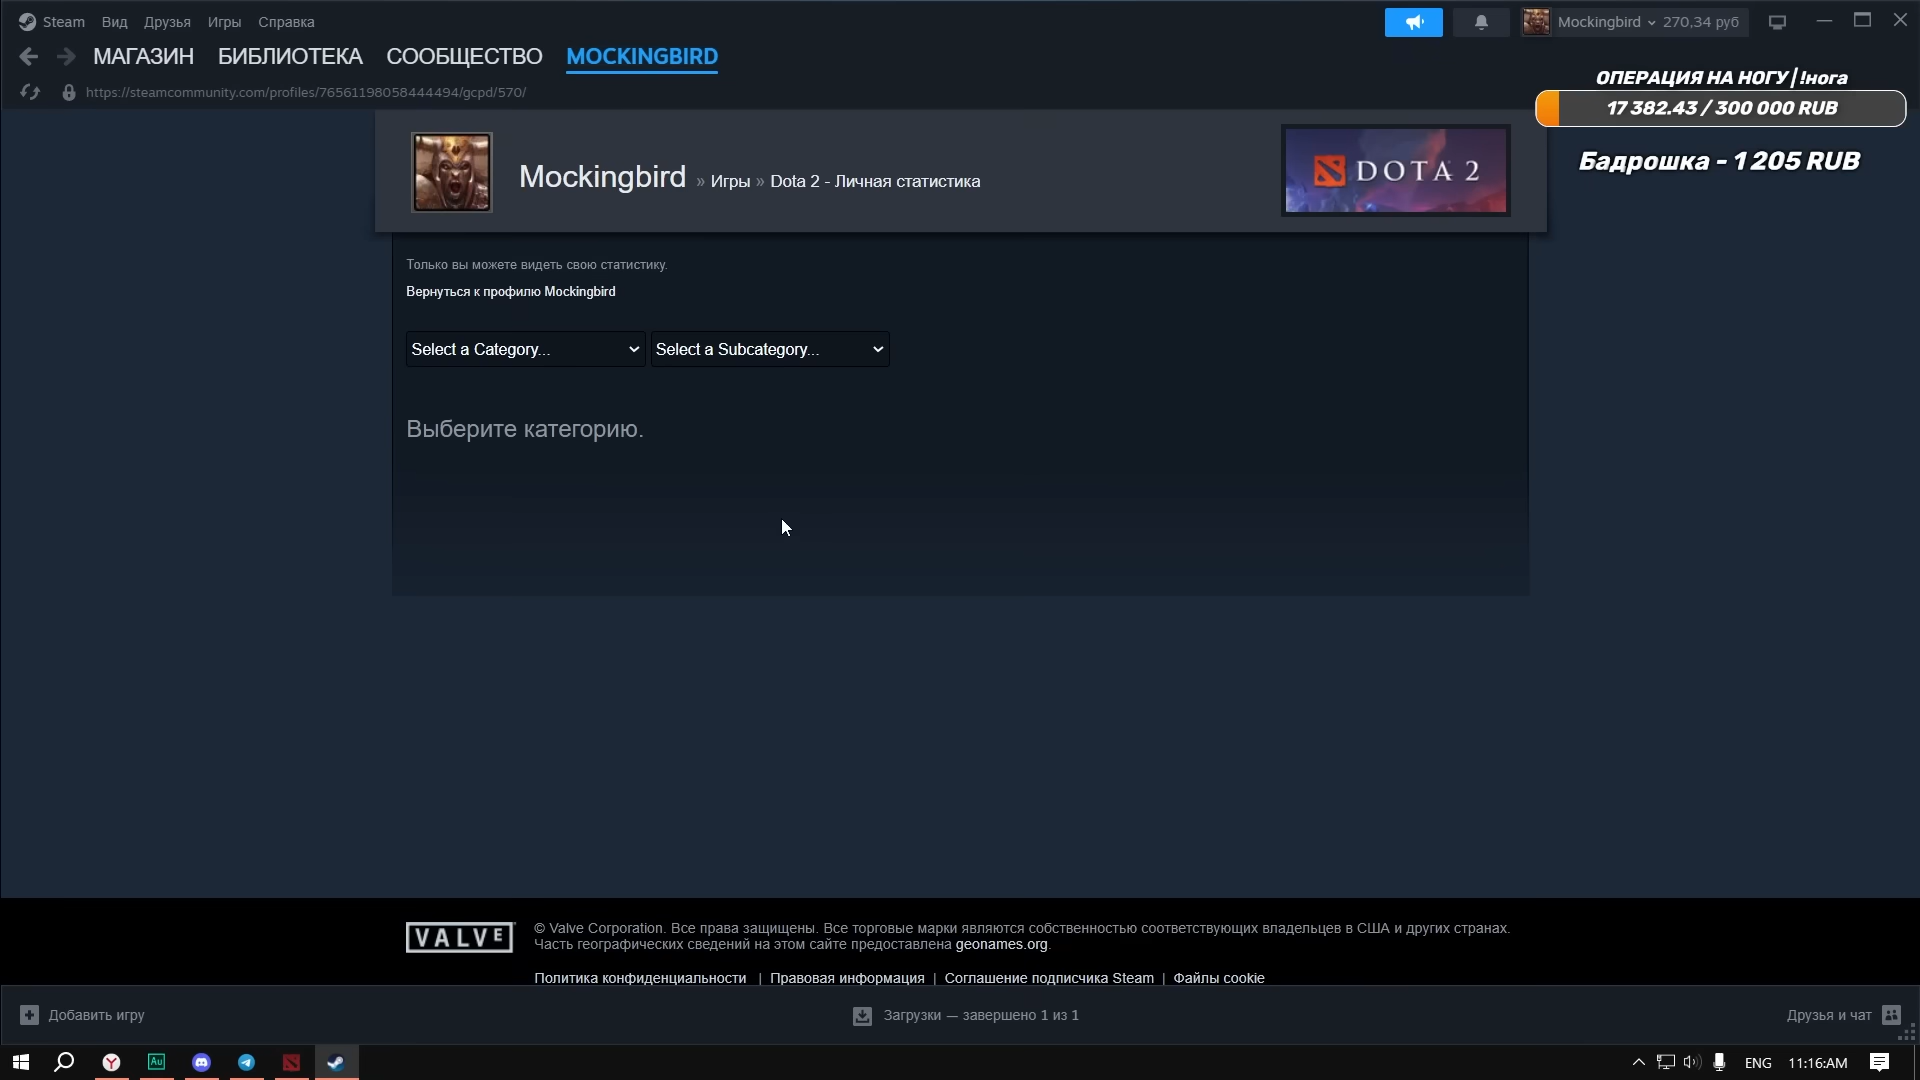 Steam Вид Друзья Игры Справка
Mockingbird 270,34 руб
МАГАЗИН БИБЛИОТЕКА СООБЩЕСТВО MOCKINGBIRD
https://steamcommunity.com/profiles/76561198058444494/gcpd/570/
ОПЕРАЦИЯ НА НОГУ | !нога
17 382.43 / 300 000 RUB
Бадрошка - 1 205 RUB
Mockingbird » Игры » Dota 2 - Личная статистика
DOTA 2
Только вы можете видеть свою статистику.
Вернуться к профилю Mockingbird
Select a Category... Select a Subcategory...
Выберите категорию.
VALVE
© Valve Corporation. Все права защищены. Все торговые марки являются собственностью соответствующих владельцев в США и других странах.
Часть географических сведений на этом сайте предоставлена geonames.org.
Политика конфиденциальности | Правовая информация | Соглашение подписчика Steam | Файлы cookie
Добавить игру
Загрузки — завершено 1 из 1
Друзья и чат
Au
ENG 11:16:AM